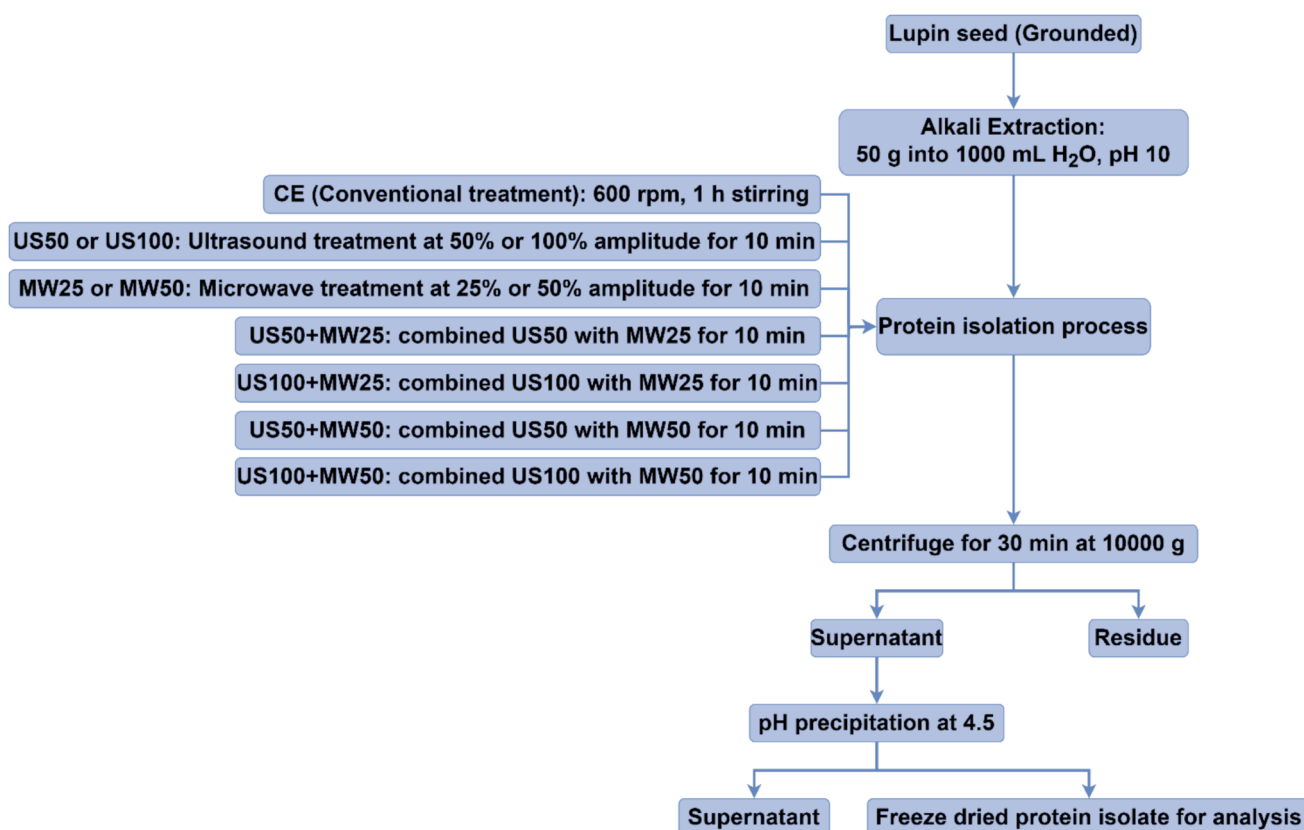 Lupin seed (Grounded)
Alkali Extraction:
50 g into 1000 mL H₂O, pH 10
CE (Conventional treatment): 600 rpm, 1 h stirring
US50 or US100: Ultrasound treatment at 50% or 100% amplitude for 10 min
MW25 or MW50: Microwave treatment at 25% or 50% amplitude for 10 min
US50+MW25: combined US50 with MW25 for 10 min
US100+MW25: combined US100 with MW25 for 10 min
US50+MW50: combined US50 with MW50 for 10 min
US100+MW50: combined US100 with MW50 for 10 min
Protein isolation process
Centrifuge for 30 min at 10000 g
Supernatant
Residue
pH precipitation at 4.5
Supernatant
Freeze dried protein isolate for analysis